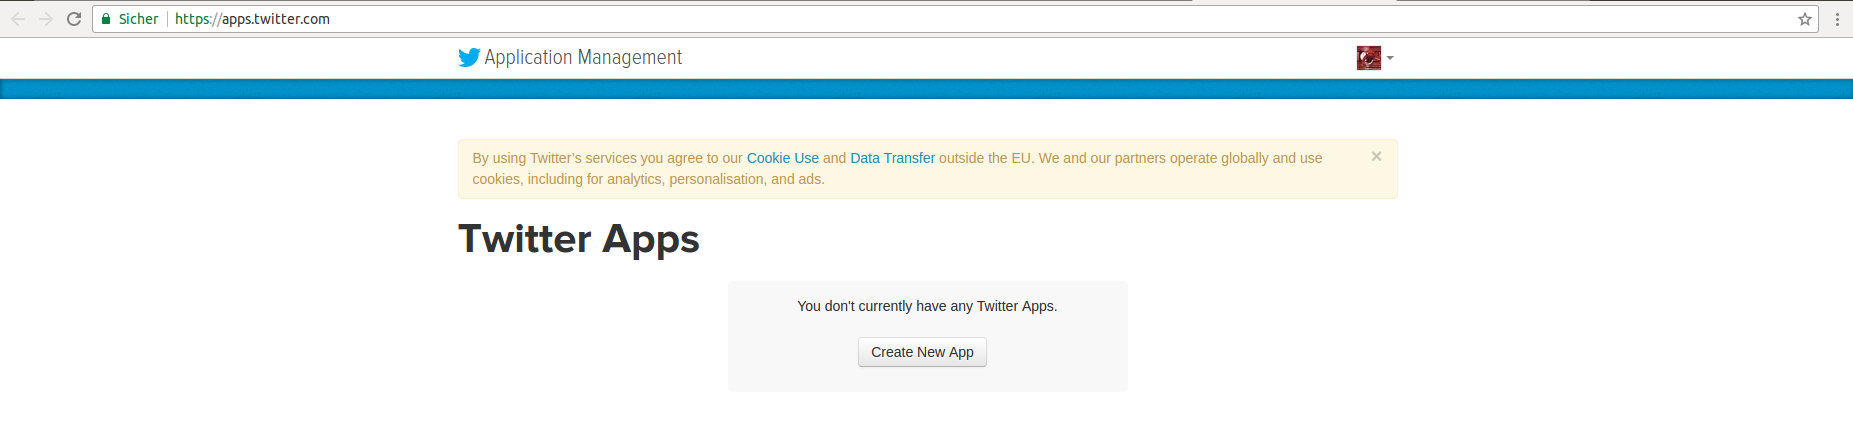 Sicher https://apps.twitter.com
Application Management
By using Twitter's services you agree to our Cookie Use and Data Transfer outside the EU. We and our partners operate globally and use
cookies, including for analytics, personalisation, and ads.
×
Twitter Apps
You don't currently have any Twitter Apps.
Create New App